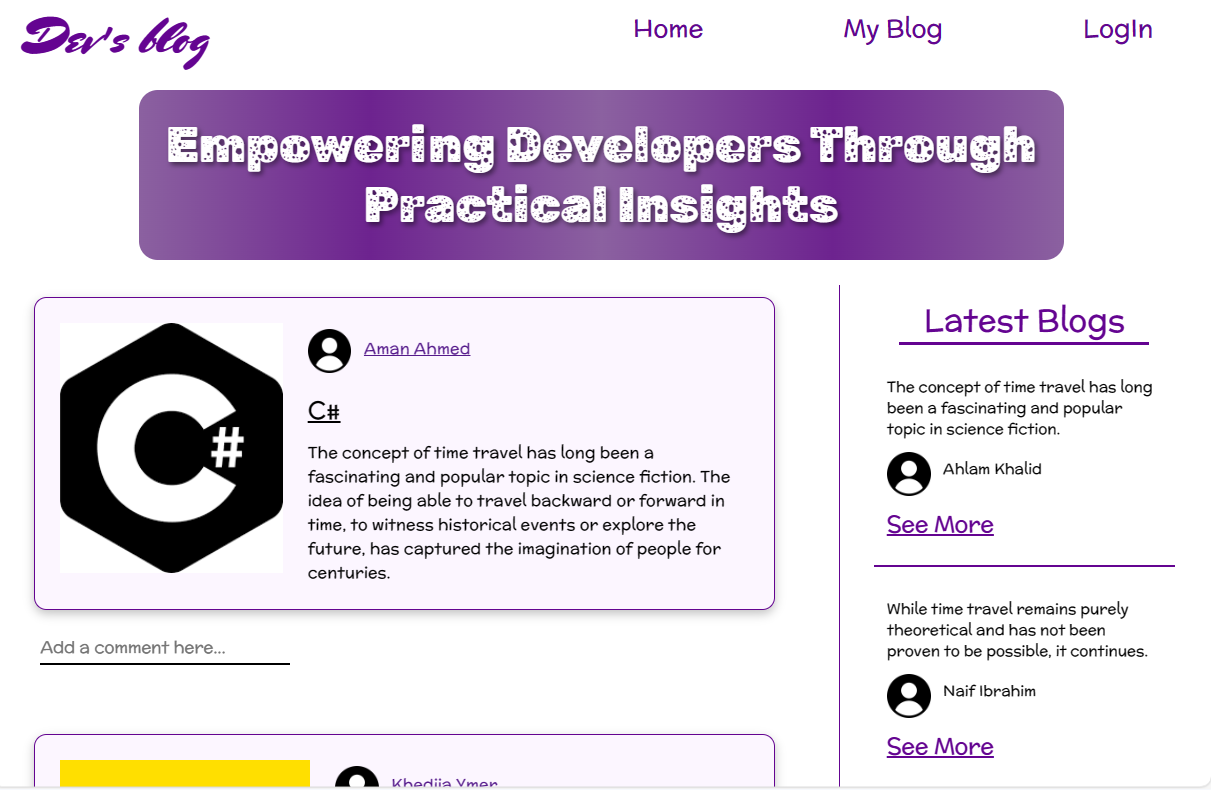 Dev's blog
Home
My Blog
LogIn
Empowering Developers Through
Practical Insights
C#
Aman Ahmed
C#
The concept of time travel has long been a
fascinating and popular topic in science fiction. The
idea of being able to travel backward or forward in
time, to witness historical events or explore the
future, has captured the imagination of people for
centuries.
Add a comment here...
Khedija Ymer
Latest Blogs
The concept of time travel has long
been a fascinating and popular
topic in science fiction.
Ahlam Khalid
See More
While time travel remains purely
theoretical and has not been
proven to be possible, it continues.
Naif Ibrahim
See More